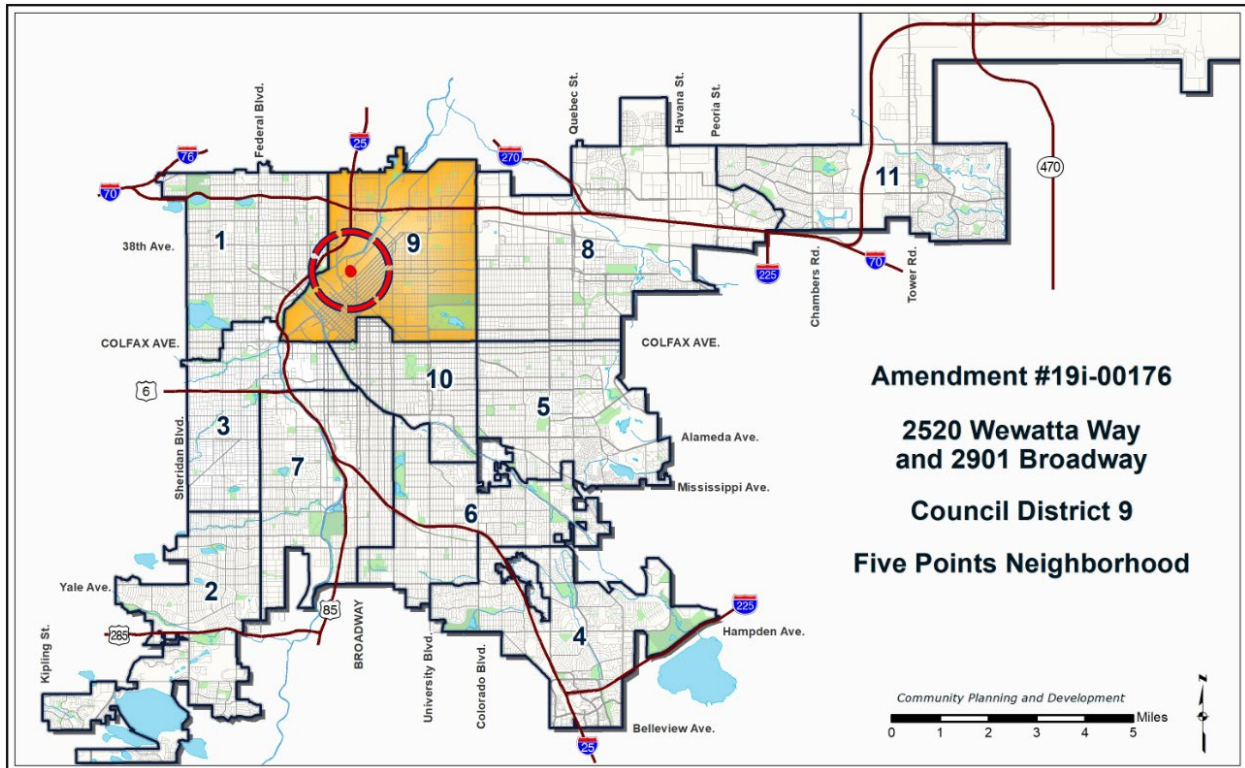 Federal Blvd.
Quebec St.
Havana St.
Peoria St.
25
76
270
70
11
470
38th Ave.
1
9
8
225
70
Chambers Rd.
Tower Rd.
COLFAX AVE.
COLFAX AVE.
6
10
5
3
Sheridan Blvd.
7
Alameda Ave.
Mississippi Ave.
6
Yale Ave.
2
85
285
BROADWAY
University Blvd.
Colorado Blvd.
4
225
Hampden Ave.
Kipling St.
25
Belleview Ave.
Amendment #19i-00176
2520 Wewatta Way
and 2901 Broadway
Council District 9
Five Points Neighborhood
Community Planning and Development
Miles
0 1 2 3 4 5
N